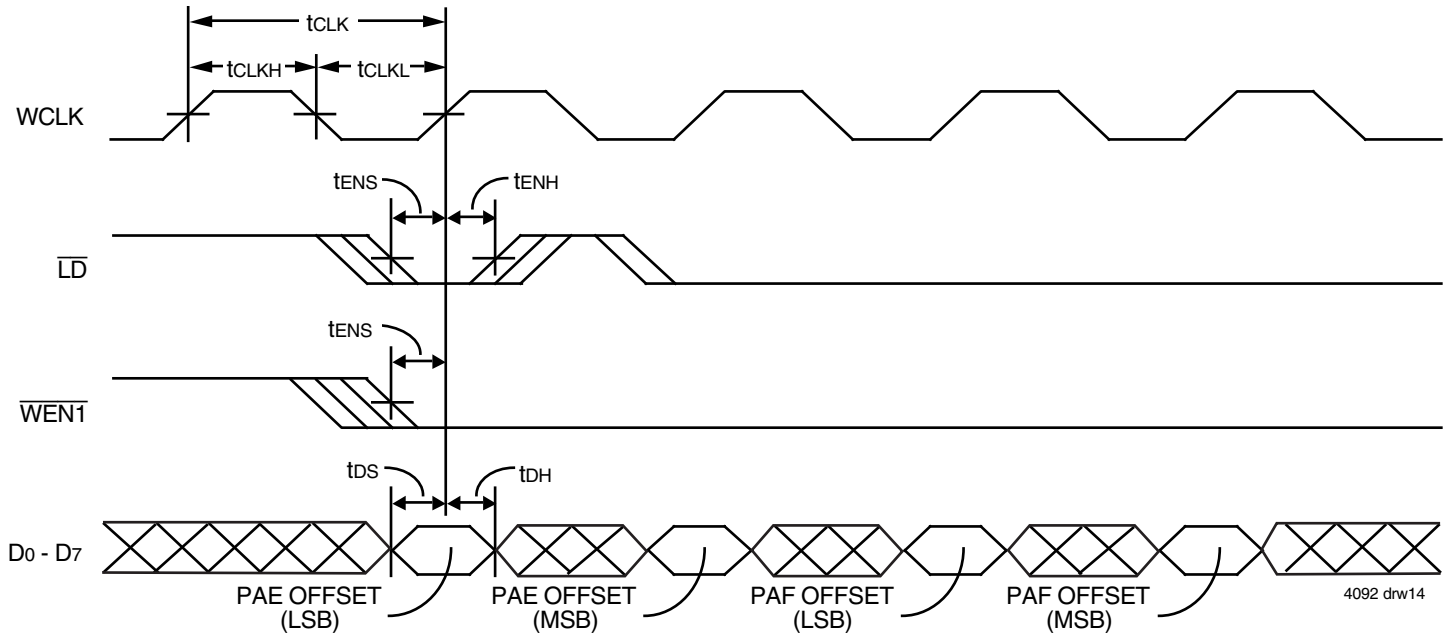 tCLK
tCLKH
tCLKL
WCLK
tENS
tENH
LD
tENS
WEN1
tDS
tDH
D0 - D7
PAE OFFSET
(LSB)
PAE OFFSET
(MSB)
PAF OFFSET
(LSB)
PAF OFFSET
(MSB)
4092 drw14